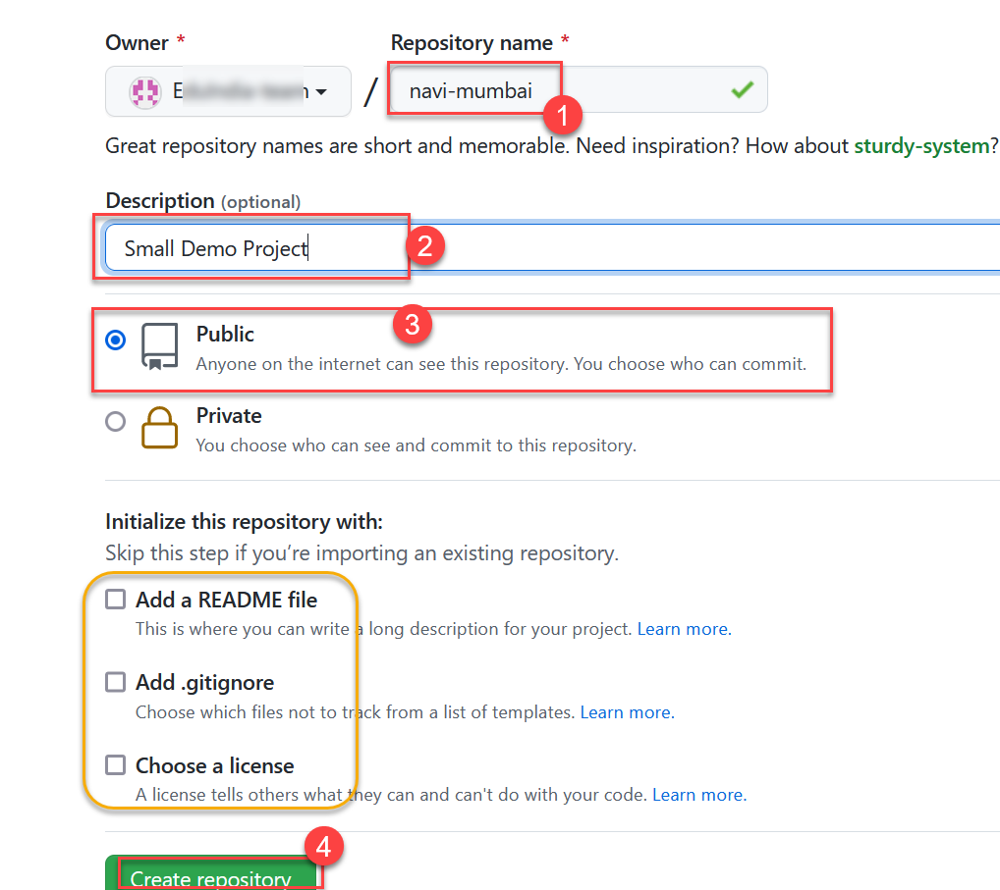 Owner *
Repository name *
/
navi-mumbai
1
Great repository names are short and memorable. Need inspiration? How about sturdy-system?
Description (optional)
Small Demo Project
2
3
Public
Anyone on the internet can see this repository. You choose who can commit.
Private
You choose who can see and commit to this repository.
Initialize this repository with:
Skip this step if you’re importing an existing repository.
Add a README file
This is where you can write a long description for your project. Learn more.
Add .gitignore
Choose which files not to track from a list of templates. Learn more.
Choose a license
A license tells others what they can and can't do with your code. Learn more.
4
Create repository